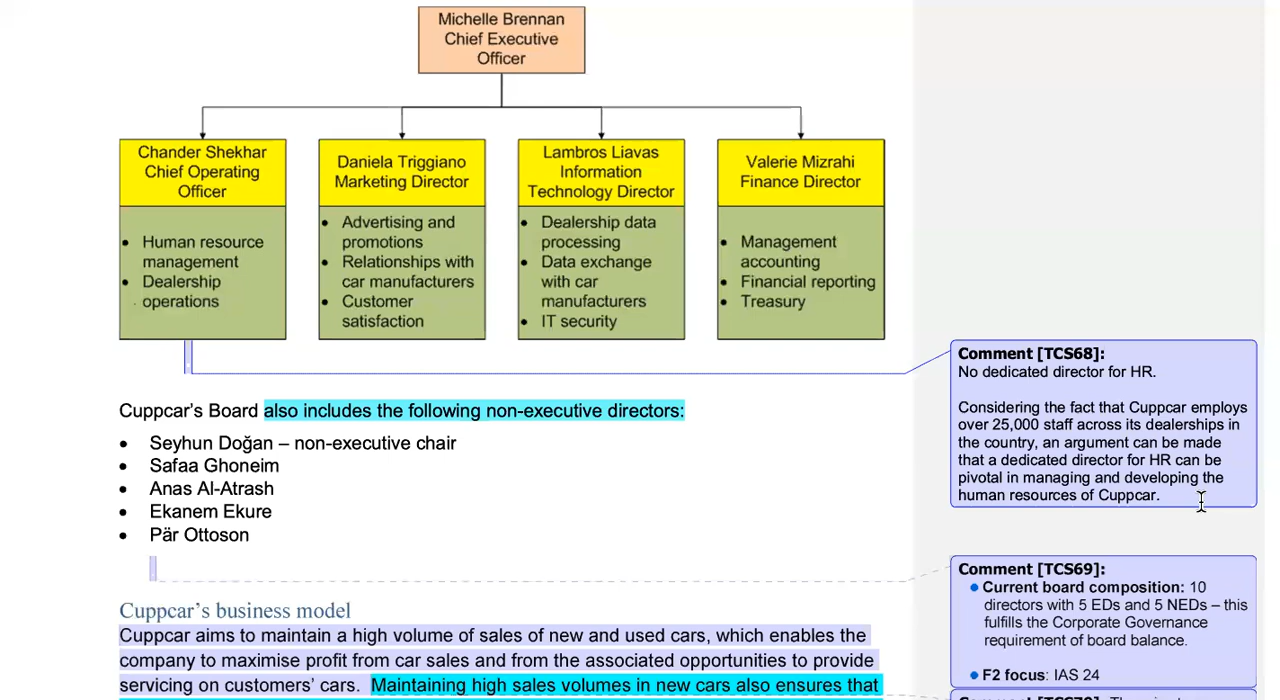 Michelle Brennan
Chief Executive
Officer
Chander Shekhar
Chief Operating
Officer
• Human resource
management
• Dealership
operations
Daniela Triggiano
Marketing Director
• Advertising and
promotions
• Relationships with
car manufacturers
• Customer
satisfaction
Lambros Liavas
Information
Technology Director
• Dealership data
processing
• Data exchange
with car
manufacturers
• IT security
Valerie Mizrahi
Finance Director
• Management
accounting
• Financial reporting
• Treasury
Comment [TCS68]:
No dedicated director for HR.
Considering the fact that Cuppcar employs
over 25,000 staff across its dealerships in
the country, an argument can be made
that a dedicated director for HR can be
pivotal in managing and developing the
human resources of Cuppcar.
Cuppcar's Board also includes the following non-executive directors:
• Seyhun Doğan – non-executive chair
• Safaa Ghoneim
• Anas Al-Atrash
• Ekanem Ekure
• Pär Ottoson
Comment [TCS69]:
• Current board composition: 10
directors with 5 EDs and 5 NEDs – this
fulfills the Corporate Governance
requirement of board balance.
• F2 focus: IAS 24
Cuppcar's business model
Cuppcar aims to maintain a high volume of sales of new and used cars, which enables the
company to maximise profit from car sales and from the associated opportunities to provide
servicing on customers' cars. Maintaining high sales volumes in new cars also ensures that